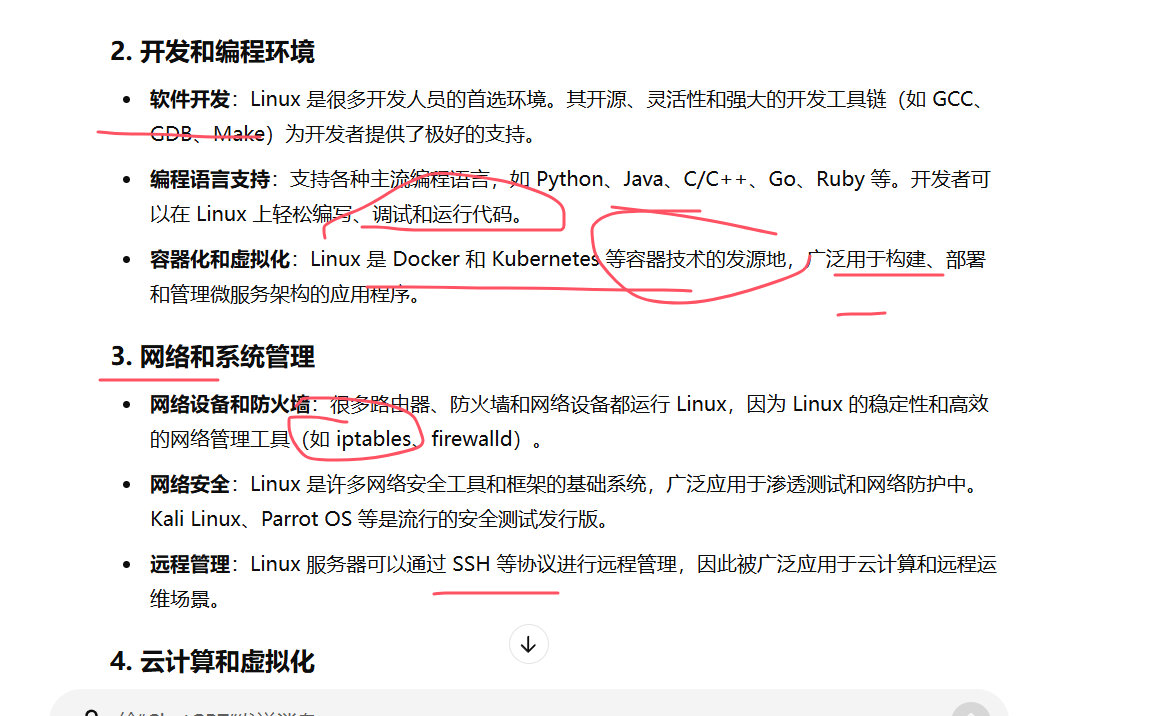 2. 开发和编程环境
软件开发：Linux 是很多开发人员的首选环境。其开源、灵活性和强大的开发工具链（如 GCC、
GDB、Make）为开发者提供了极好的支持。
编程语言支持：支持各种主流编程语言，如 Python、Java、C/C++、Go、Ruby 等。开发者可
以在 Linux 上轻松编写、调试和运行代码。
容器化和虚拟化：Linux 是 Docker 和 Kubernetes 等容器技术的发源地，广泛用于构建、部署
和管理微服务架构的应用程序。
3. 网络和系统管理
网络设备和防火墙：很多路由器、防火墙和网络设备都运行 Linux，因为 Linux 的稳定性和高效
的网络管理工具（如 iptables、firewalld）。
网络安全：Linux 是许多网络安全工具和框架的基础系统，广泛应用于渗透测试和网络防护中。
Kali Linux、Parrot OS 等是流行的安全测试发行版。
远程管理：Linux 服务器可以通过 SSH 等协议进行远程管理，因此被广泛应用于云计算和远程运
维场景。
4. 云计算和虚拟化